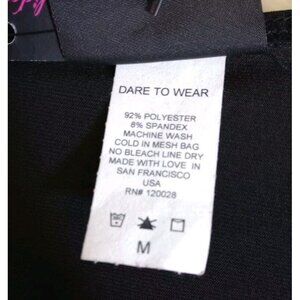 DARE TO WEAR
92% POLYESTER
8% SPANDEX
MACHINE WASH
COLD IN MESH BAG
NO BLEACH LINE DRY
MADE WITH LOVE IN
SAN FRANCISCO
USA
RN# 120028
M